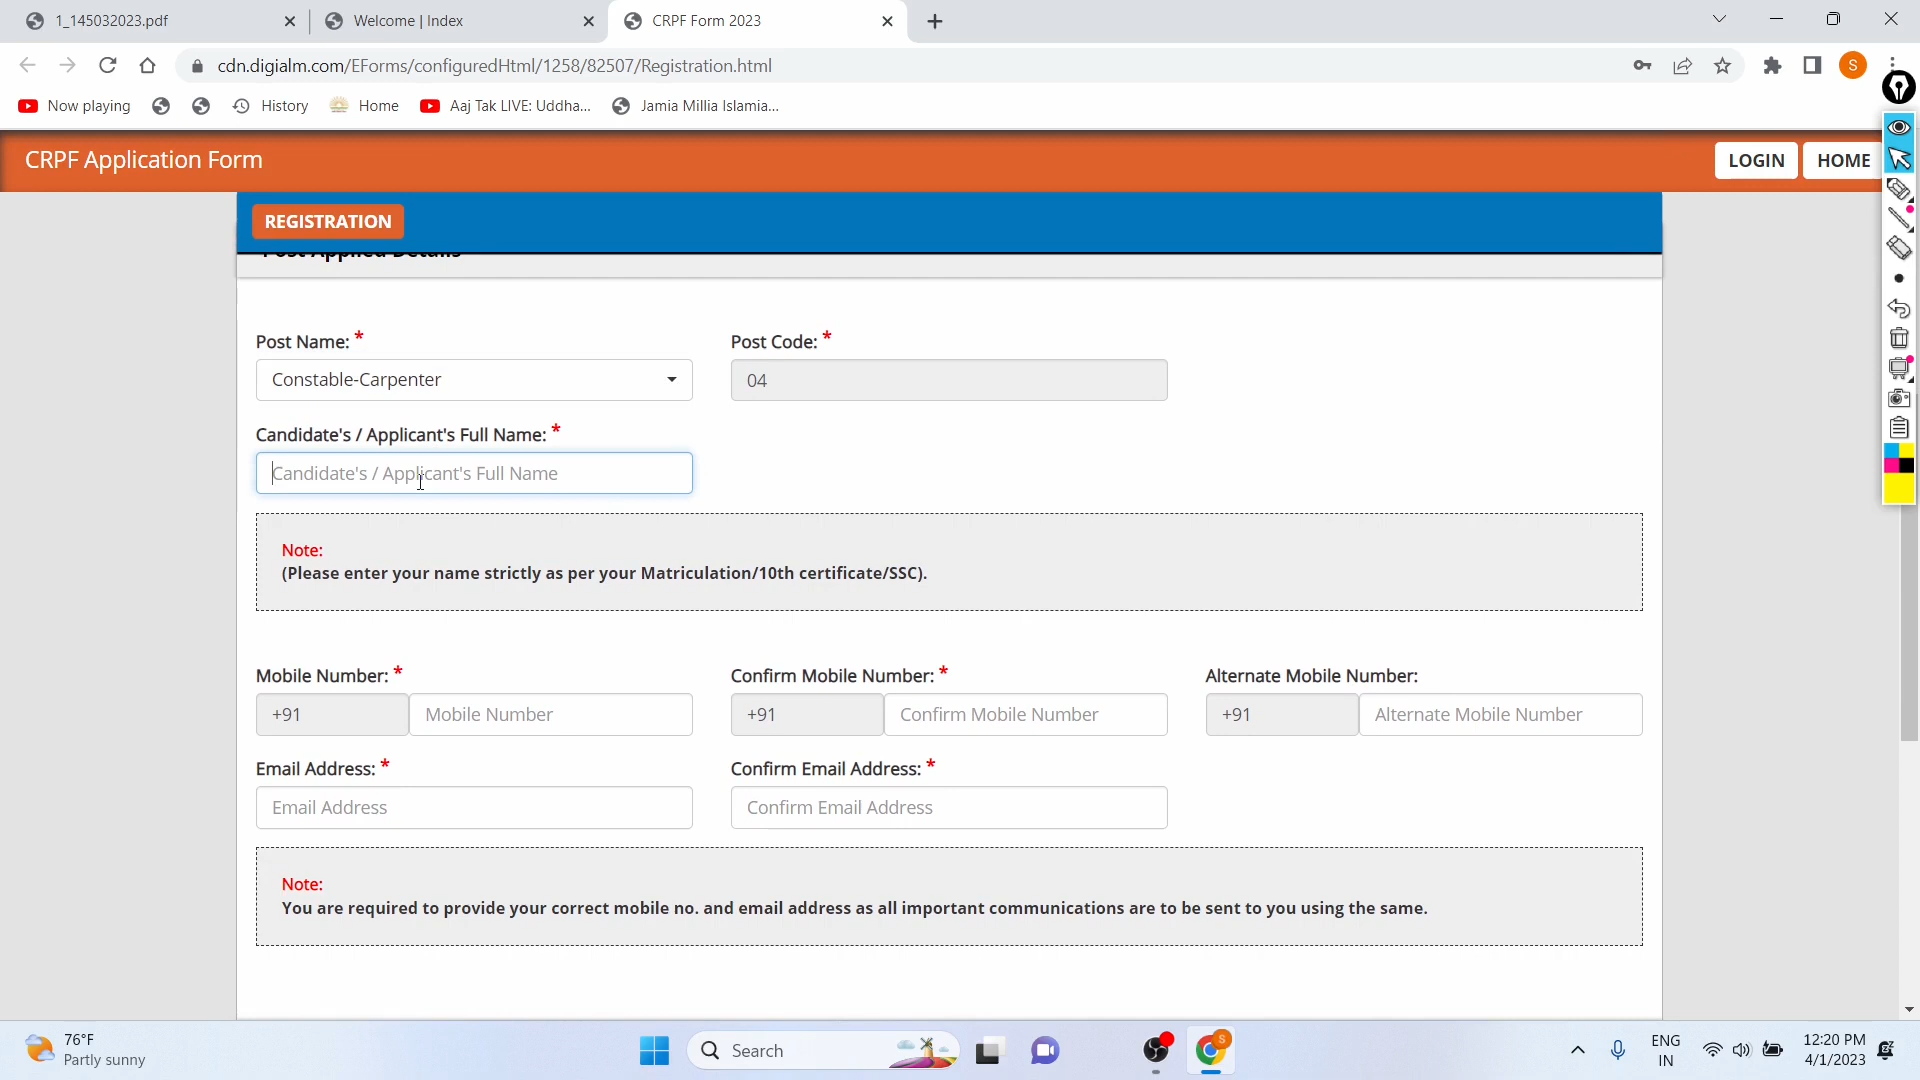 1_145032023.pdf
Welcome | Index
CRPF Form 2023
cdn.digialm.com/EForms/configuredHtml/1258/82507/Registration.html
S
Now playing
History
Home
Aaj Tak LIVE: Uddha...
Jamia Millia Islamia...
CRPF Application Form
LOGIN
HOME
REGISTRATION
Post Applied Details
Post Name: *
Post Code: *
Constable-Carpenter
04
Candidate's / Applicant's Full Name: *
Candidate's / Applicant's Full Name
Note:
(Please enter your name strictly as per your Matriculation/10th certificate/SSC).
Mobile Number: *
Confirm Mobile Number: *
Alternate Mobile Number:
+91
Mobile Number
+91
Confirm Mobile Number
+91
Alternate Mobile Number
Email Address: *
Confirm Email Address: *
Email Address
Confirm Email Address
Note:
You are required to provide your correct mobile no. and email address as all important communications are to be sent to you using the same.
76°F
Partly sunny
Search
S
ENG
IN
12:20 PM
4/1/2023